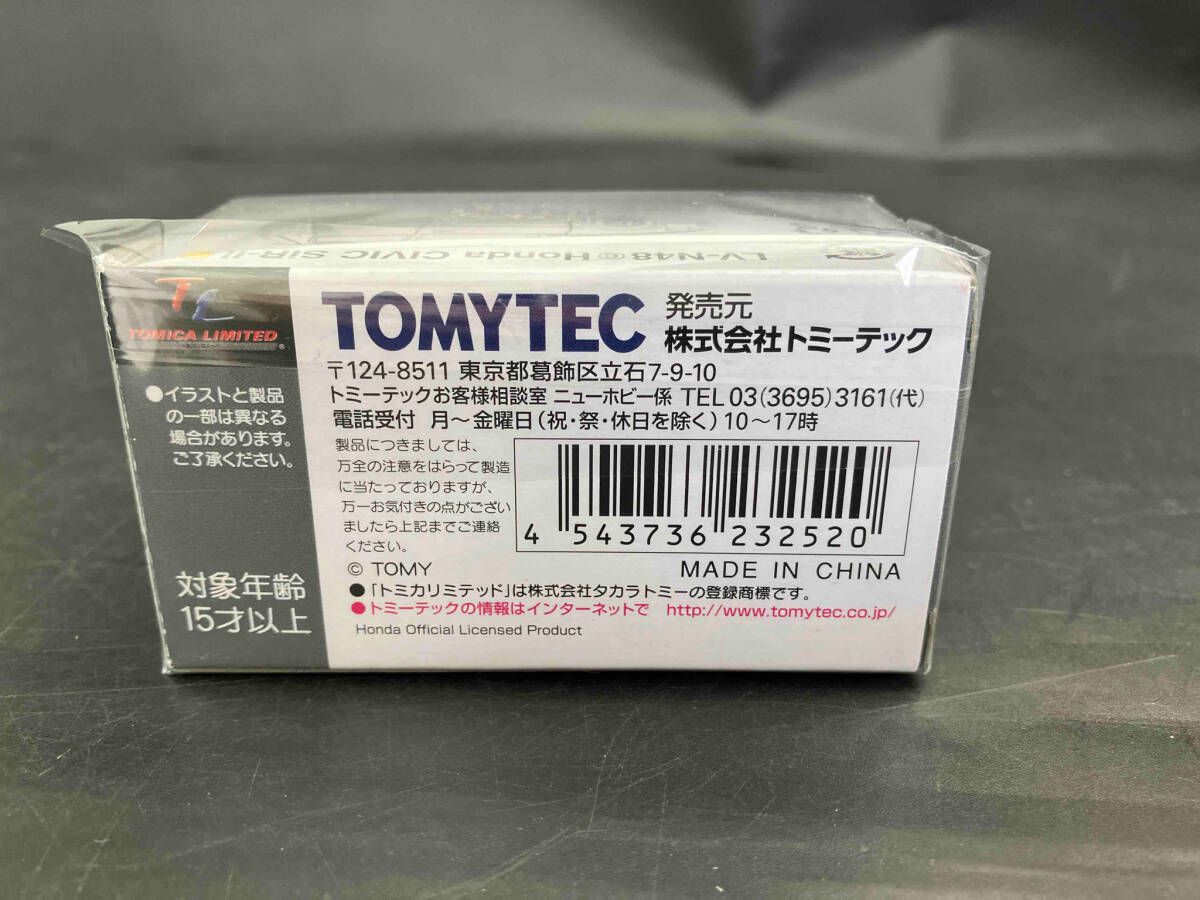 LV-N48 ⓒ Honda CIVIC SiR-II
TL
TOMICA LIMITED
TOMYTEC
発売元
株式会社トミーテック
〒124-8511 東京都葛飾区立石7-9-10
トミーテックお客様相談室 ニューホビー係 TEL 03(3695)3161(代)
電話受付 月～金曜日(祝・祭・休日を除く)10～17時
●イラストと製品
の一部は異なる
場合があります。
ご了承ください。
製品につきましては、
万全の注意をはらって製造
に当たっておりますが、
万一お気付きの点がござい
ましたら上記までご連絡
ください。
4 543736 232520
© TOMY
MADE IN CHINA
対象年齢
15才以上
●「トミカリミテッド」は株式会社タカラトミーの登録商標です。
●トミーテックの情報はインターネットで http://www.tomytec.co.jp/
Honda Official Licensed Product